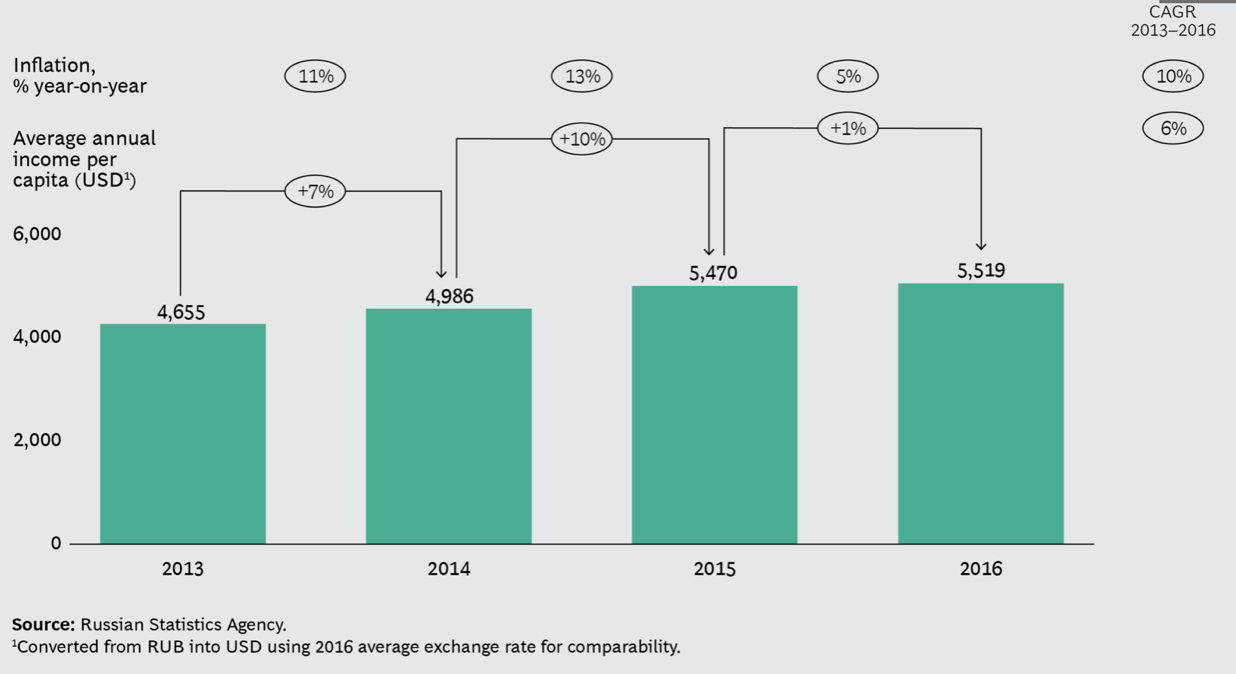 CAGR
2013–2016
Inflation,
% year-on-year
11%
13%
5%
10%
Average annual
income per
capita (USD¹)
+7%
+10%
+1%
6%
6,000
4,000
2,000
0
4,655
4,986
5,470
5,519
2013
2014
2015
2016
Source: Russian Statistics Agency.
¹Converted from RUB into USD using 2016 average exchange rate for comparability.